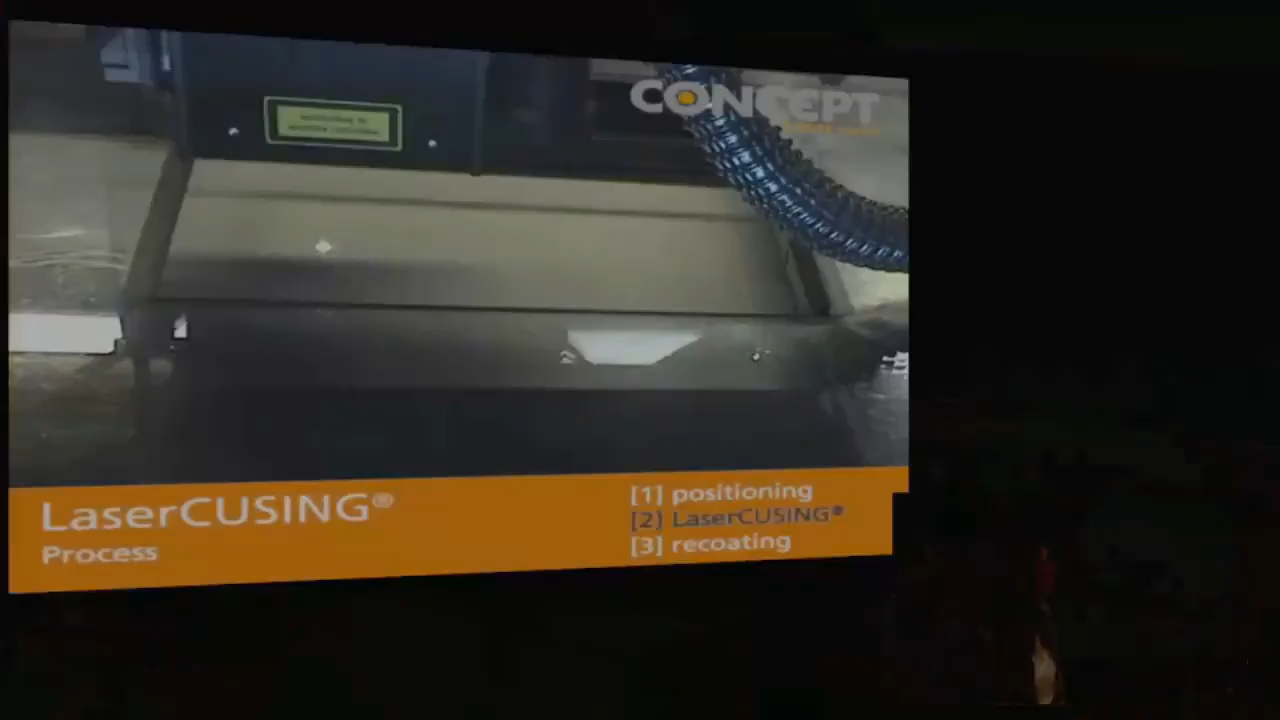 CONCEPT
LaserCUSING®
Process
[1] positioning
[2] LaserCUSING®
[3] recoating